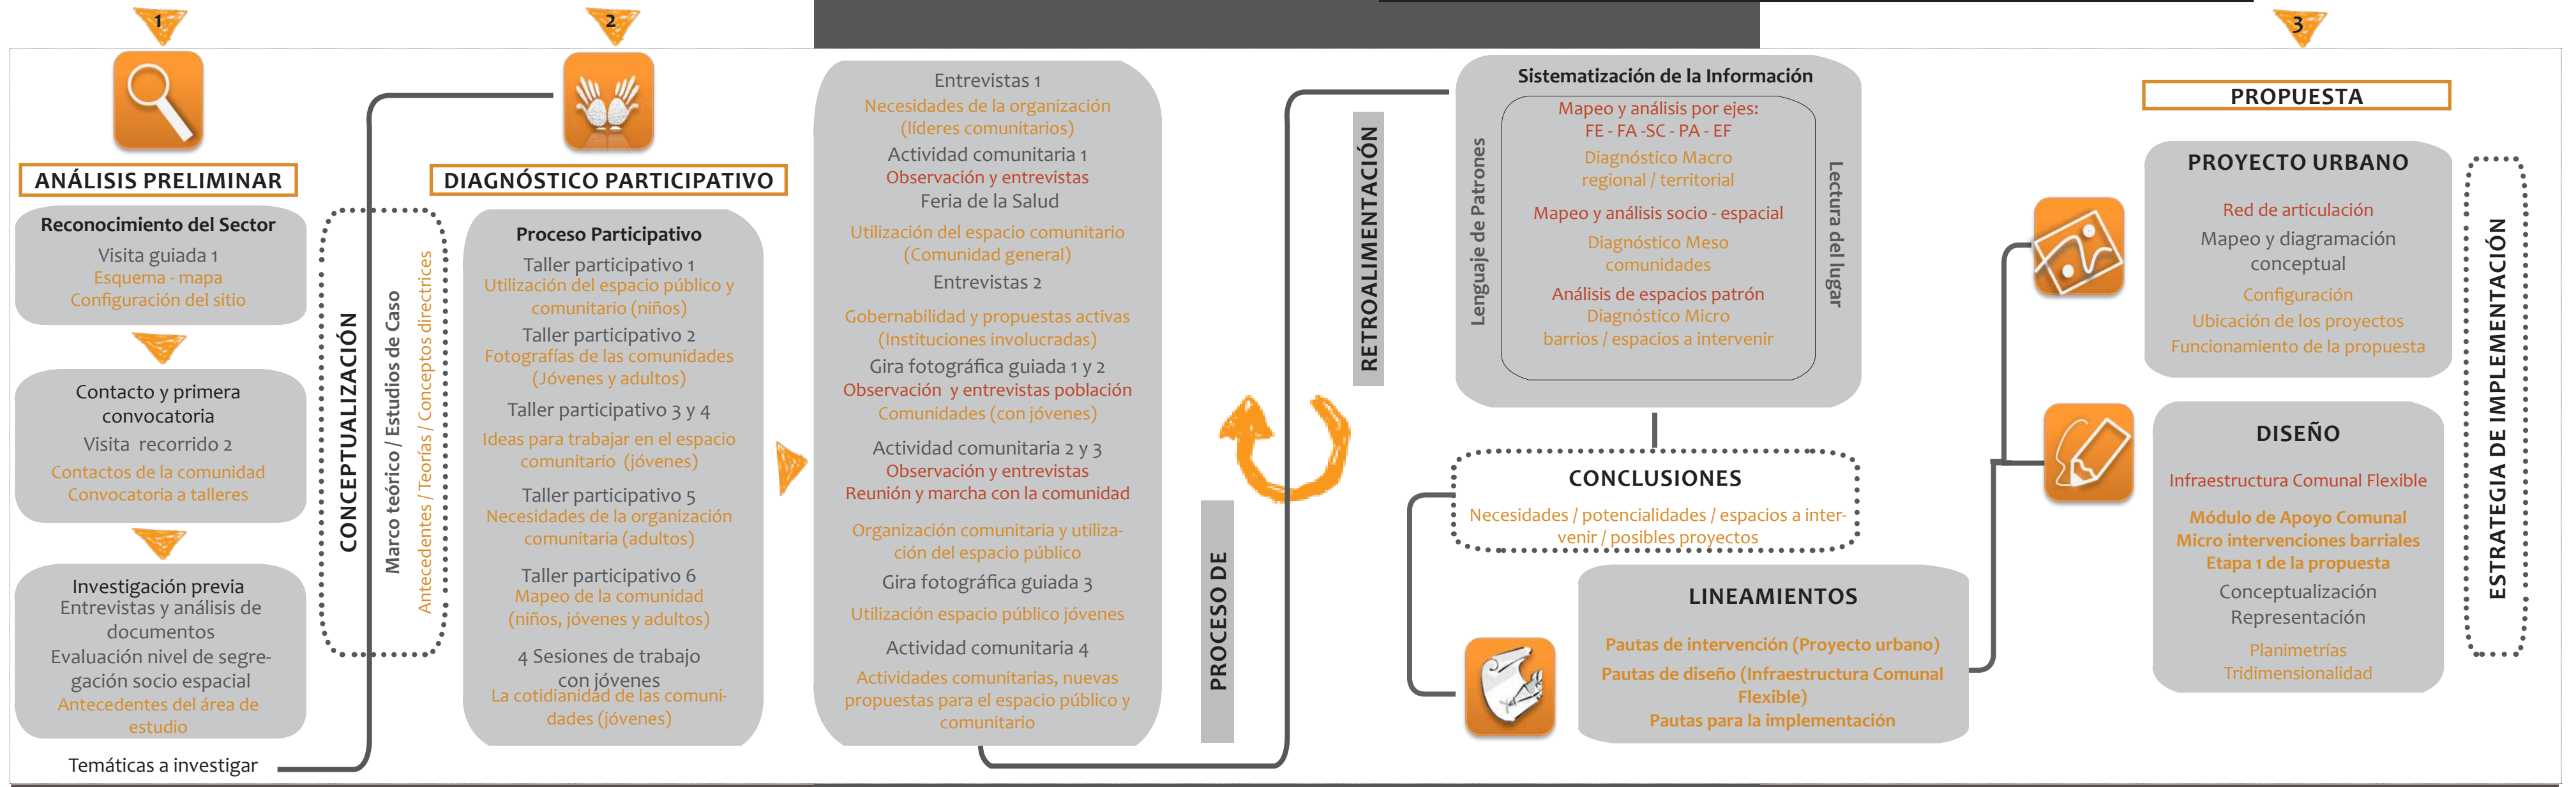 1
ANÁLISIS PRELIMINAR
Reconocimiento del Sector
Visita guiada 1
Esquema - mapa
Configuración del sitio
Contacto y primera
convocatoria
Visita recorrido 2
Contactos de la comunidad
Convocatoria a talleres
Investigación previa
Entrevistas y análisis de
documentos
Evaluación nivel de segre-
gación socio espacial
Antecedentes del área de
estudio
Temáticas a investigar
CONCEPTUALIZACIÓN
Marco teórico / Estudios de Caso
Antecedentes / Teorías / Conceptos directrices
2
DIAGNÓSTICO PARTICIPATIVO
Proceso Participativo
Taller participativo 1
Utilización del espacio público y
comunitario (niños)
Taller participativo 2
Fotografías de las comunidades
(Jóvenes y adultos)
Taller participativo 3 y 4
Ideas para trabajar en el espacio
comunitario (jóvenes)
Taller participativo 5
Necesidades de la organización
comunitaria (adultos)
Taller participativo 6
Mapeo de la comunidad
(niños, jóvenes y adultos)
4 Sesiones de trabajo
con jóvenes
La cotidianidad de las comuni-
dades (jóvenes)
Entrevistas 1
Necesidades de la organización
(líderes comunitarios)
Actividad comunitaria 1
Observación y entrevistas
Feria de la Salud
Utilización del espacio comunitario
(Comunidad general)
Entrevistas 2
Gobernabilidad y propuestas activas
(Instituciones involucradas)
Gira fotográfica guiada 1 y 2
Observación y entrevistas población
Comunidades (con jóvenes)
Actividad comunitaria 2 y 3
Observación y entrevistas
Reunión y marcha con la comunidad
Organización comunitaria y utiliza-
ción del espacio público
Gira fotográfica guiada 3
Utilización espacio público jóvenes
Actividad comunitaria 4
Actividades comunitarias, nuevas
propuestas para el espacio público y
comunitario
PROCESO DE
RETROALIMENTACIÓN
Sistematización de la Información
Lenguaje de Patrones
Mapeo y análisis por ejes:
FE - FA -SC - PA - EF
Diagnóstico Macro
regional / territorial
Mapeo y análisis socio - espacial
Diagnóstico Meso
comunidades
Análisis de espacios patrón
Diagnóstico Micro
barrios / espacios a intervenir
Lectura del lugar
CONCLUSIONES
Necesidades / potencialidades / espacios a inter-
venir / posibles proyectos
LINEAMIENTOS
Pautas de intervención (Proyecto urbano)
Pautas de diseño (Infraestructura Comunal
Flexible)
Pautas para la implementación
3
PROPUESTA
PROYECTO URBANO
Red de articulación
Mapeo y diagramación
conceptual
Configuración
Ubicación de los proyectos
Funcionamiento de la propuesta
DISEÑO
Infraestructura Comunal Flexible
Módulo de Apoyo Comunal
Micro intervenciones barriales
Etapa 1 de la propuesta
Conceptualización
Representación
Planimetrías
Tridimensionalidad
ESTRATEGIA DE IMPLEMENTACIÓN